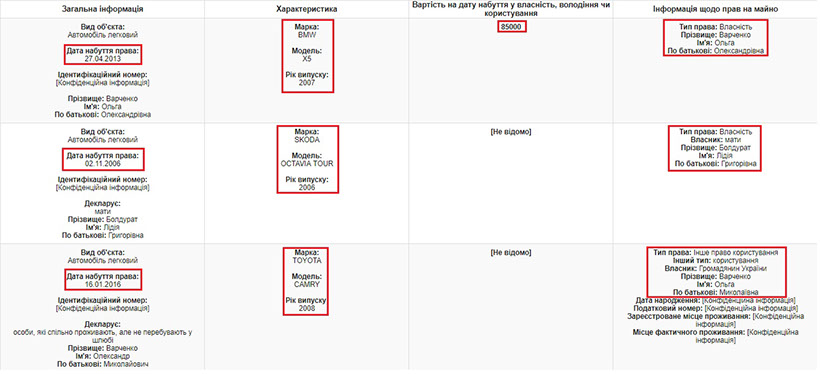 Загальна інформація
Характеристика
Вартість на дату набуття у власність, володіння чи
користування
Інформація щодо прав на майно
Вид об'єкта:
Автомобіль легковий
Дата набуття права:
27.04.2013
Ідентифікаційний номер:
[Конфіденційна інформація]
Прізвище: Варченко
Ім'я: Ольга
По батькові: Олександрівна
Марка:
BMW
Модель:
X5
Рік випуску:
2007
85000
Тип права: Власність
Прізвище: Варченко
Ім'я: Ольга
По батькові: Олександрівна
Вид об'єкта:
Автомобіль легковий
Дата набуття права:
02.11.2006
Ідентифікаційний номер:
[Конфіденційна інформація]
Декларує:
мати
Прізвище: Болдурат
Ім'я: Лідія
По батькові: Григорівна
Марка:
SKODA
Модель:
OCTAVIA TOUR
Рік випуску:
2006
[Не відомо]
Тип права: Власність
Власник: мати
Прізвище: Болдурат
Ім'я: Лідія
По батькові: Григорівна
Вид об'єкта:
Автомобіль легковий
Дата набуття права:
16.01.2016
Ідентифікаційний номер:
[Конфіденційна інформація]
Декларує:
особи, які спільно проживають, але не перебувають у
шлюбі
Прізвище: Варченко
Ім'я: Олександр
По батькові: Миколайович
Марка:
TOYOTA
Модель:
CAMRY
Рік випуску
2008
[Не відомо]
Тип права: Інше право користування
Інший тип: користування
Власник: Громадянин України
Прізвище: Варченко
Ім'я: Ольга
По батькові: Миколаївна
Дата народження: [Конфіденційна інформація]
Податковий номер: [Конфіденційна інформація]
Зареєстроване місце проживання: [Конфіденційна
інформація]
Місце фактичного проживання: [Конфіденційна
інформація]